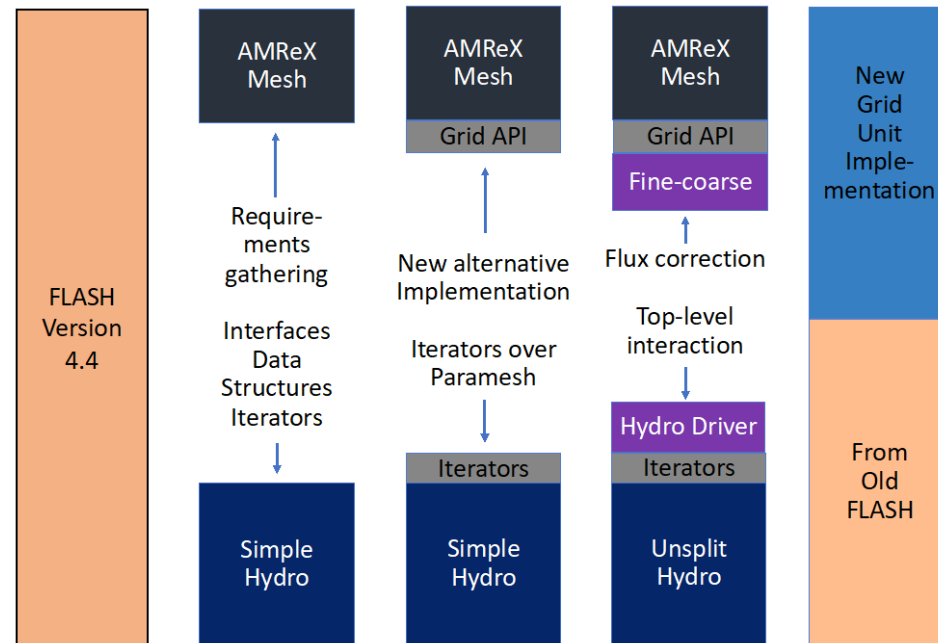 FLASH
Version
4.4
AMReX
Mesh
Require-
ments
gathering
Interfaces
Data
Structures
Iterators
Simple
Hydro
AMReX
Mesh
Grid API
New alternative
Implementation
Iterators over
Paramesh
Iterators
Simple
Hydro
AMReX
Mesh
Grid API
Fine-coarse
Flux correction
Top-level
interaction
Hydro Driver
Iterators
Unsplit
Hydro
New
Grid
Unit
Imple-
mentation
From
Old
FLASH